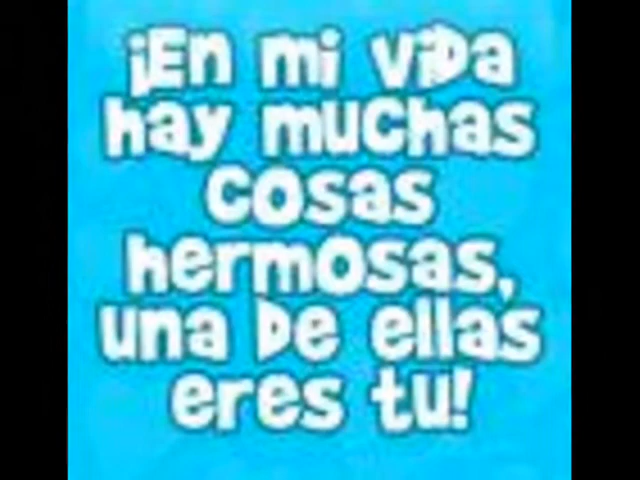 ¡En mi vida
hay muchas
cosas
hermosas,
una de ellas
eres tu!